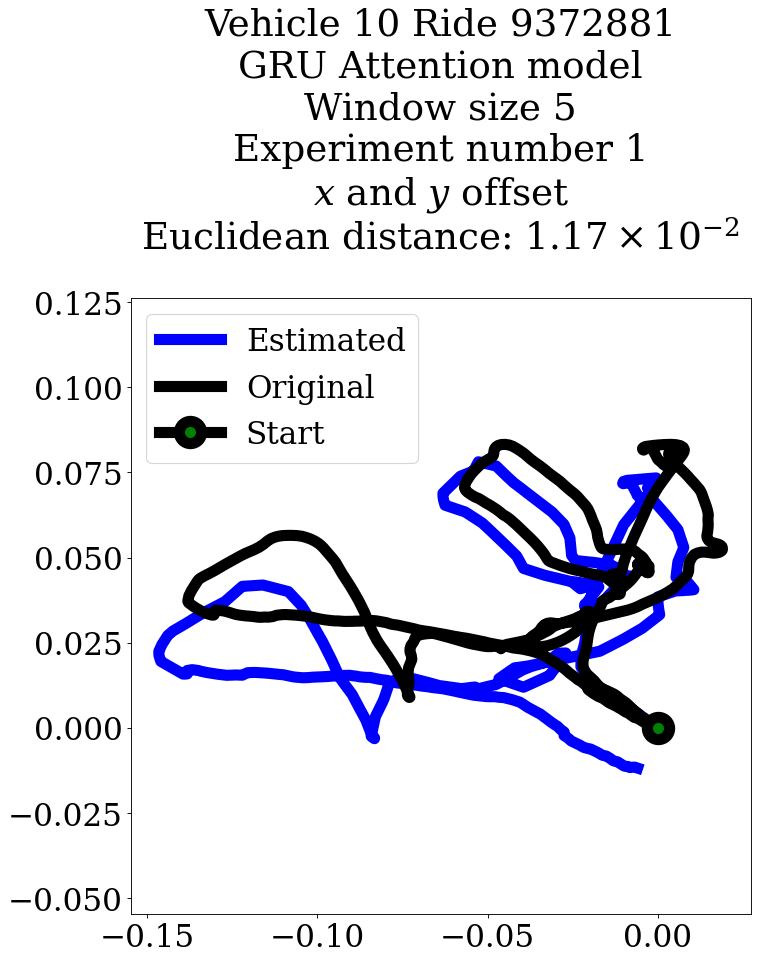 Vehicle 10 Ride 9372881
GRU Attention model
Window size 5
Experiment number 1
x and y offset
Euclidean distance: 1.17 × 10⁻²
0.125
Estimated
0.100
Original
Start
0.075
0.050
0.025
0.000
−0.025
−0.050
−0.15 −0.10 −0.05 0.00